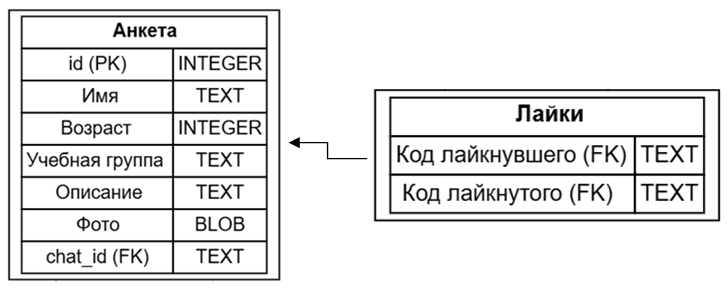 Анкета
id (PK) INTEGER
Имя TEXT
Возраст INTEGER
Учебная группа TEXT
Описание TEXT
Фото BLOB
chat_id (FK) TEXT
Лайки
Код лайкнувшего (FK) TEXT
Код лайкнутого (FK) TEXT